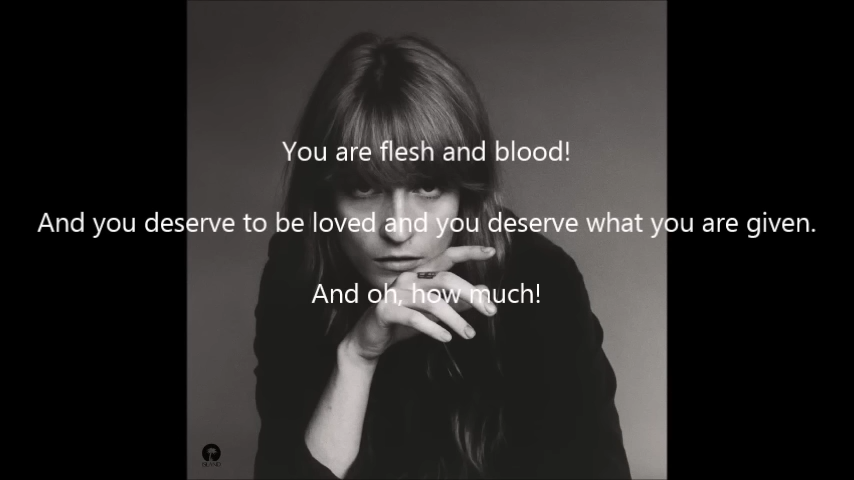 You are flesh and blood!
And you deserve to be loved and you deserve what you are given.
And oh, how much!
ISLAND